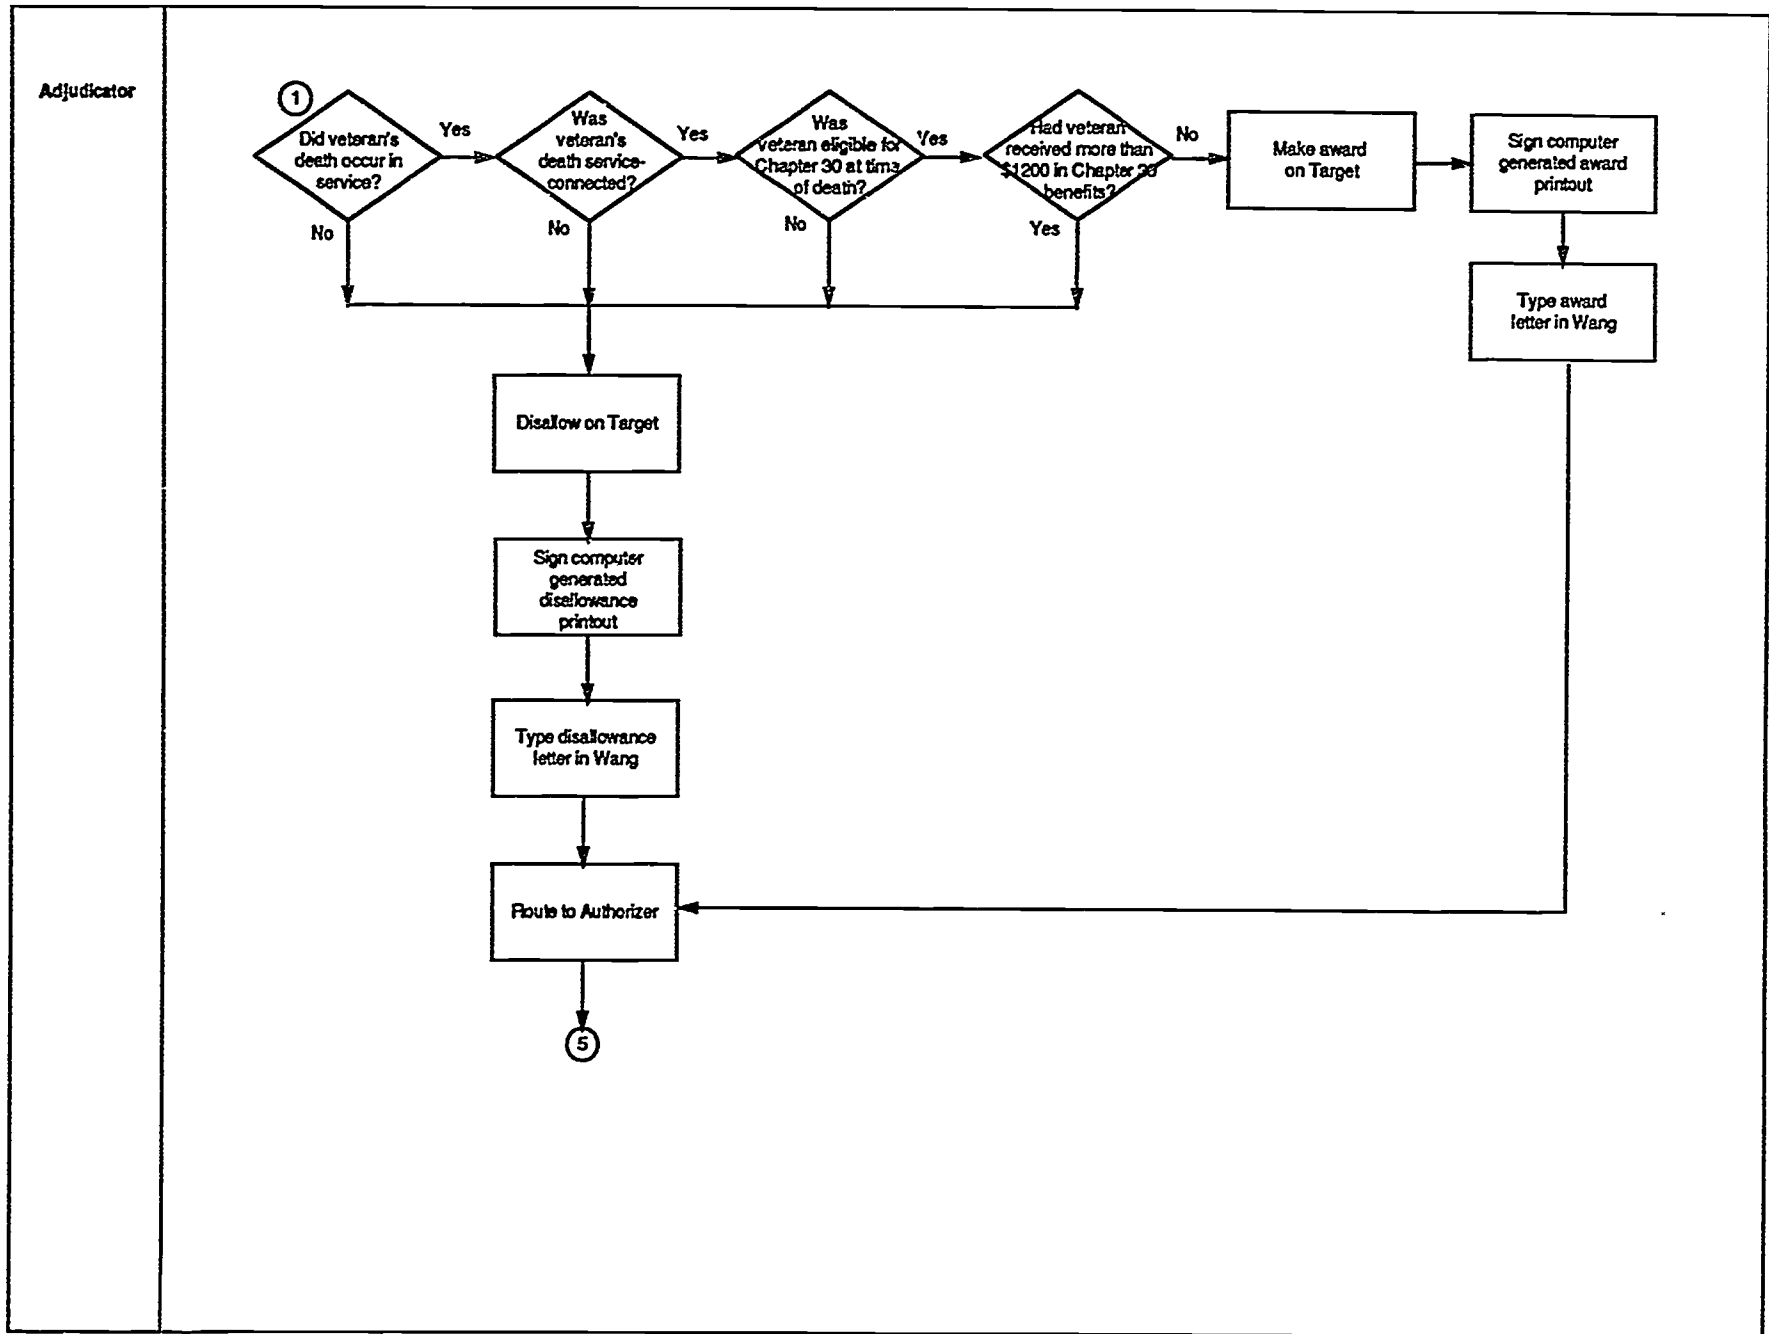 Adjudicator
1
Did veteran's
death occur in
service?
Yes
No
Was
veteran's
death service-
connected?
Yes
No
Was
veteran eligible for
Chapter 30 at time
of death?
Yes
No
Had veteran
received more than
$1200 in Chapter 30
benefits?
No
Yes
Make award
on Target
Sign computer
generated award
printout
Type award
letter in Wang
Disallow on Target
Sign computer
generated
disallowance
printout
Type disallowance
letter in Wang
Route to Authorizer
5